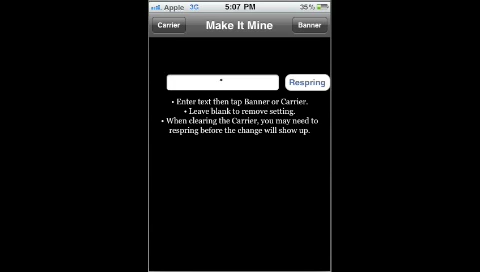 Apple 3G 5:07 PM 35%
Carrier Make It Mine Banner
* Respring
• Enter text then tap Banner or Carrier.
• Leave blank to remove setting.
• When clearing the Carrier, you may need to
respring before the change will show up.